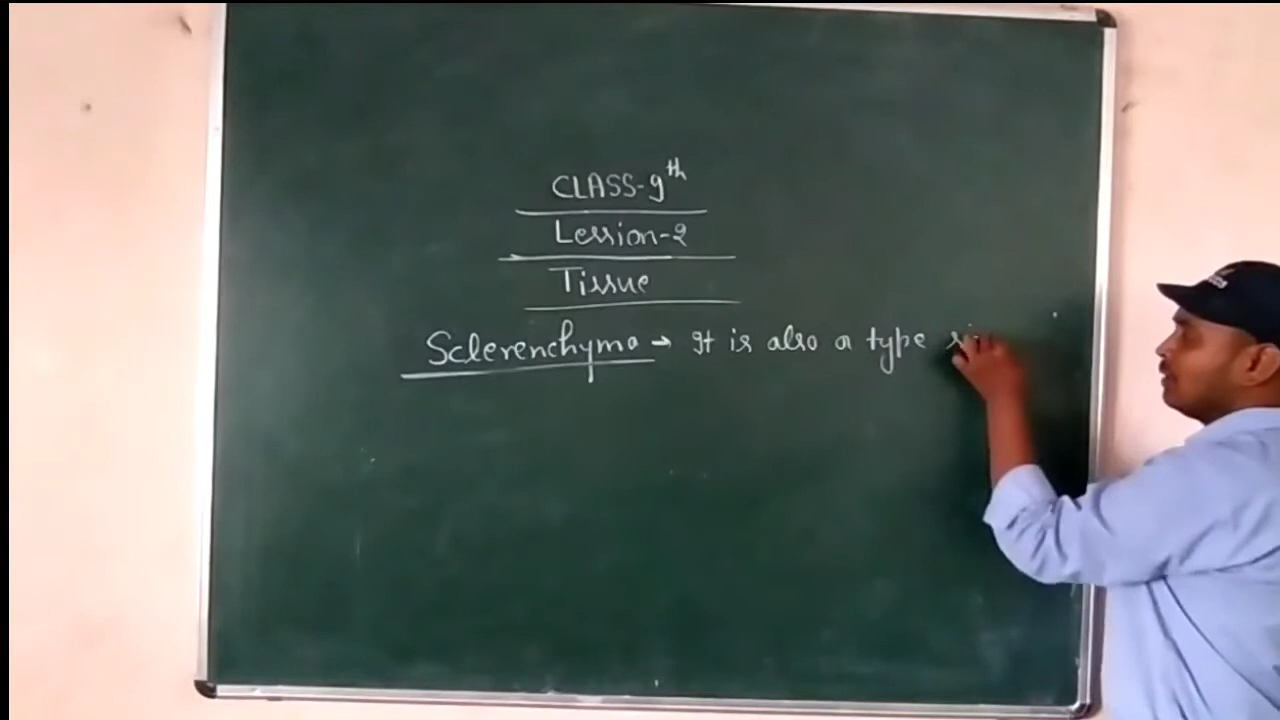 CLASS-9th
Lession-2
Tissue
Sclerenchyma → It is also a type